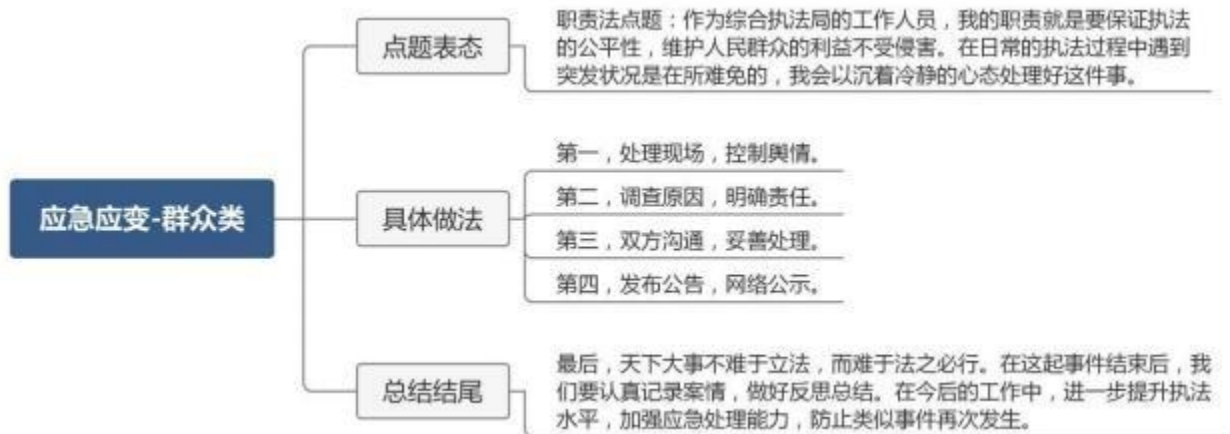 职责法点题：作为综合执法局的工作人员，我的职责就是要保证执法
的公平性，维护人民群众的利益不受侵害。在日常的执法过程中遇到
突发状况是在所难免的，我会以沉着冷静的心态处理好这件事。
点题表态
第一，处理现场，控制舆情。
第二，调查原因，明确责任。
应急应变-群众类
具体做法
第三，双方沟通，妥善处理。
第四，发布公告，网络公示。
最后，天下大事不难于立法，而难于法之必行。在这起事件结束后，我
们要认真记录案情，做好反思总结。在今后的工作中，进一步提升执法
水平，加强应急处理能力，防止类似事件再次发生。
总结结尾